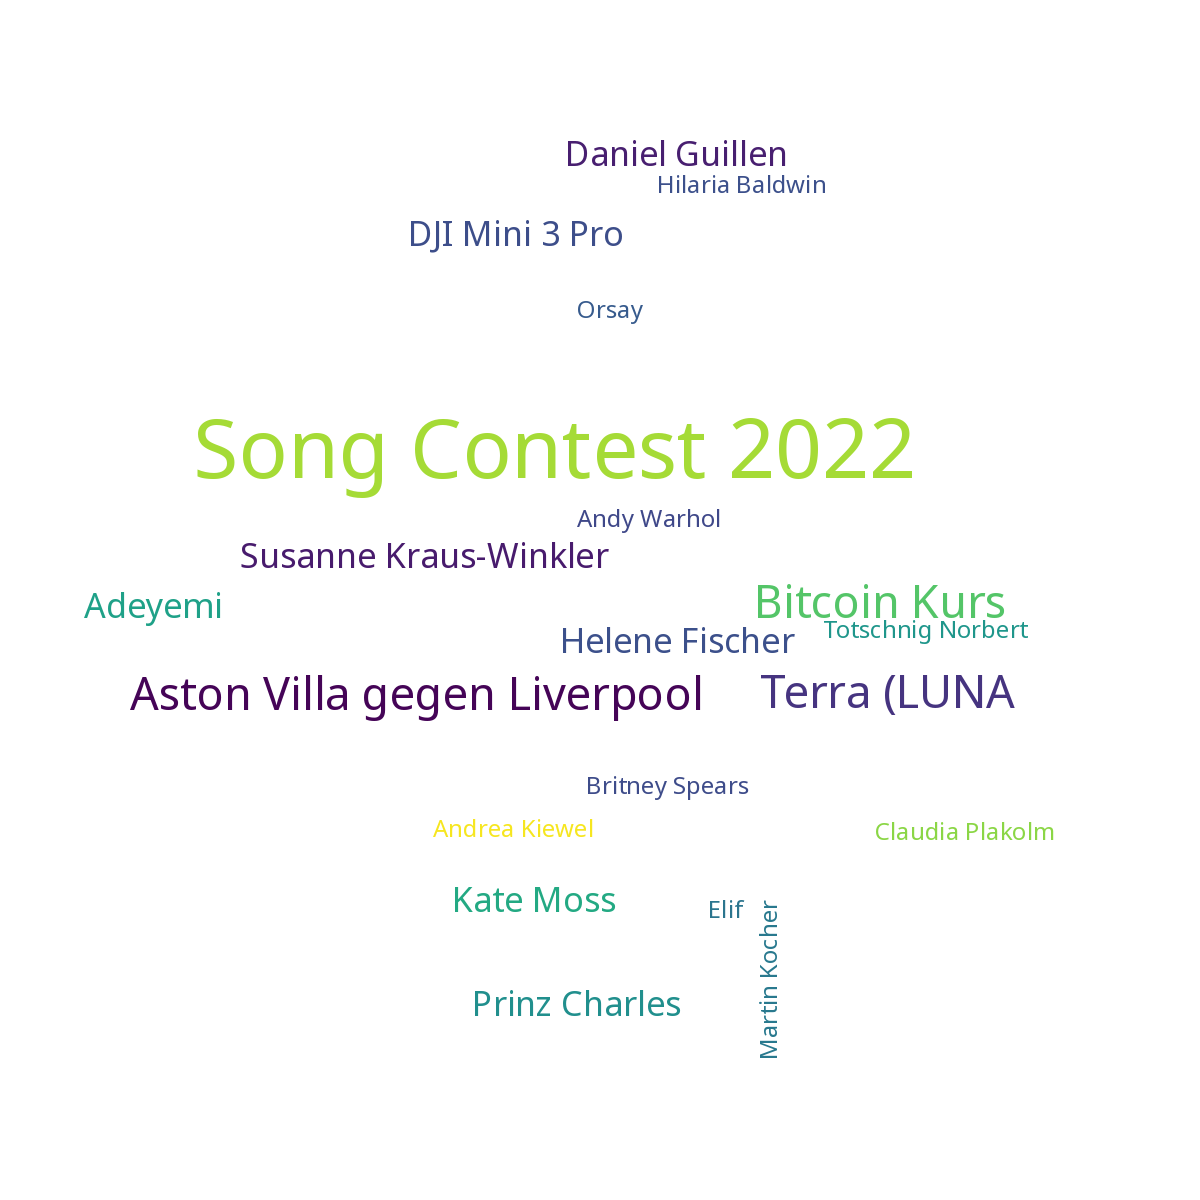 Daniel Guillen
Hilaria Baldwin
DJI Mini 3 Pro
Orsay
Song Contest 2022
Andy Warhol
Susanne Kraus-Winkler
Adeyemi
Bitcoin Kurs
Totschnig Norbert
Helene Fischer
Aston Villa gegen Liverpool
Terra (LUNA
Britney Spears
Andrea Kiewel
Claudia Plakolm
Kate Moss
Elif
Martin Kocher
Prinz Charles